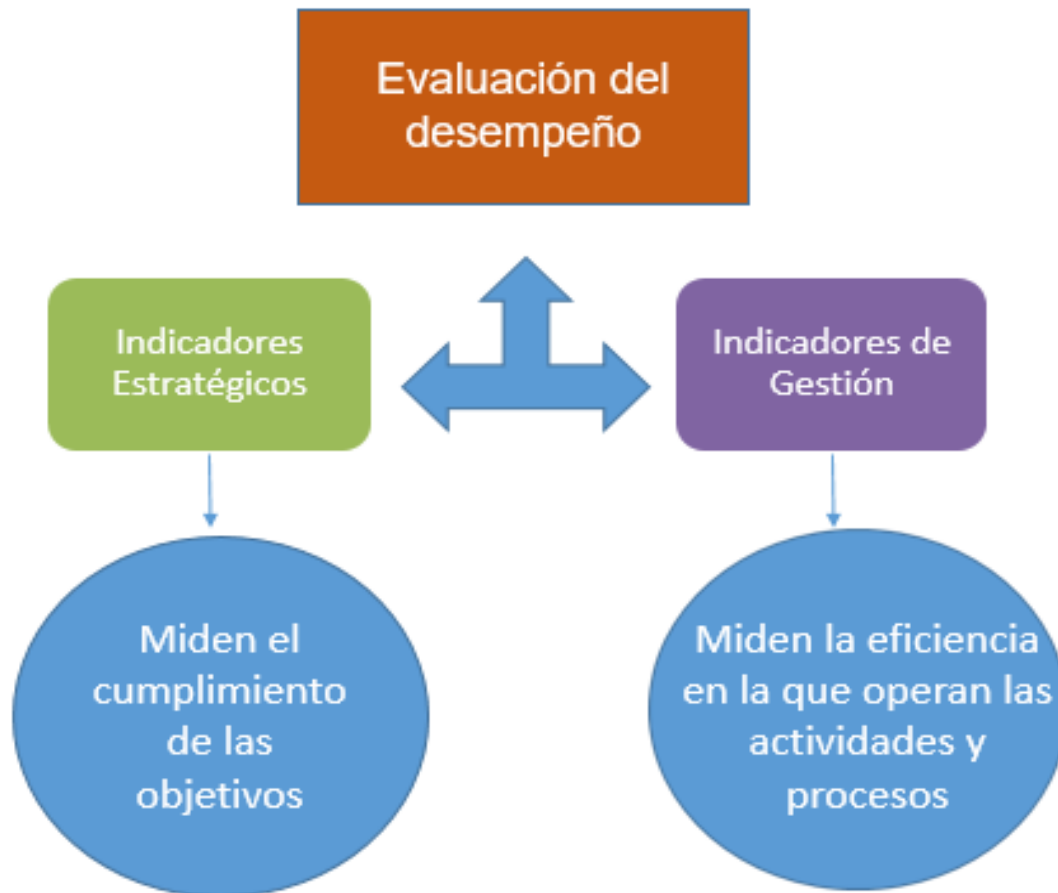 Evaluación del
desempeño
Indicadores
Estratégicos
Indicadores de
Gestión
Miden el
cumplimiento
de las
objetivos
Miden la eficiencia
en la que operan las
actividades y
procesos